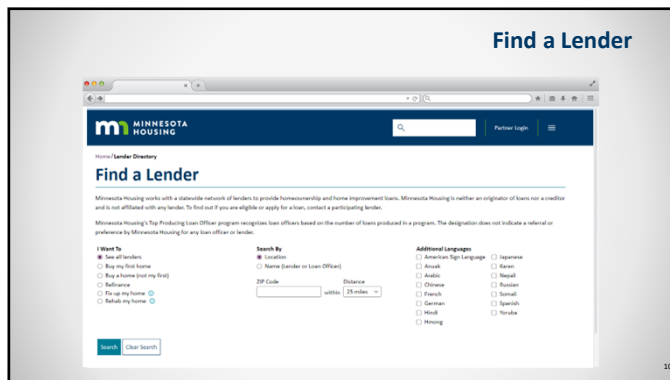 Find a Lender
MINNESOTA
HOUSING
Partner Login
Home / Lender Directory
Find a Lender
Minnesota Housing works with a statewide network of lenders to provide homeownership and home improvement loans. Minnesota Housing is neither an originator of loans nor a creditor
and is not affiliated with any lender. To find out if you are eligible or apply for a loan, contact a participating lender.
Minnesota Housing's Top Producing Loan Officer program recognizes loan officers based on the number of loans produced in a program. The designation does not indicate a referral or
preference by Minnesota Housing for any loan officer or lender.
I Want To
See all lenders
Buy my first home
Buy a home (not my first)
Refinance
Fix up my home
Rehab my home
Search By
Location
Name (Lender or Loan Officer)
ZIP Code Distance
within 25 miles
Additional Languages
American Sign Language
Anuak
Arabic
Chinese
French
German
Hindi
Hmong
Japanese
Karen
Nepali
Russian
Somali
Spanish
Yoruba
Search Clear Search